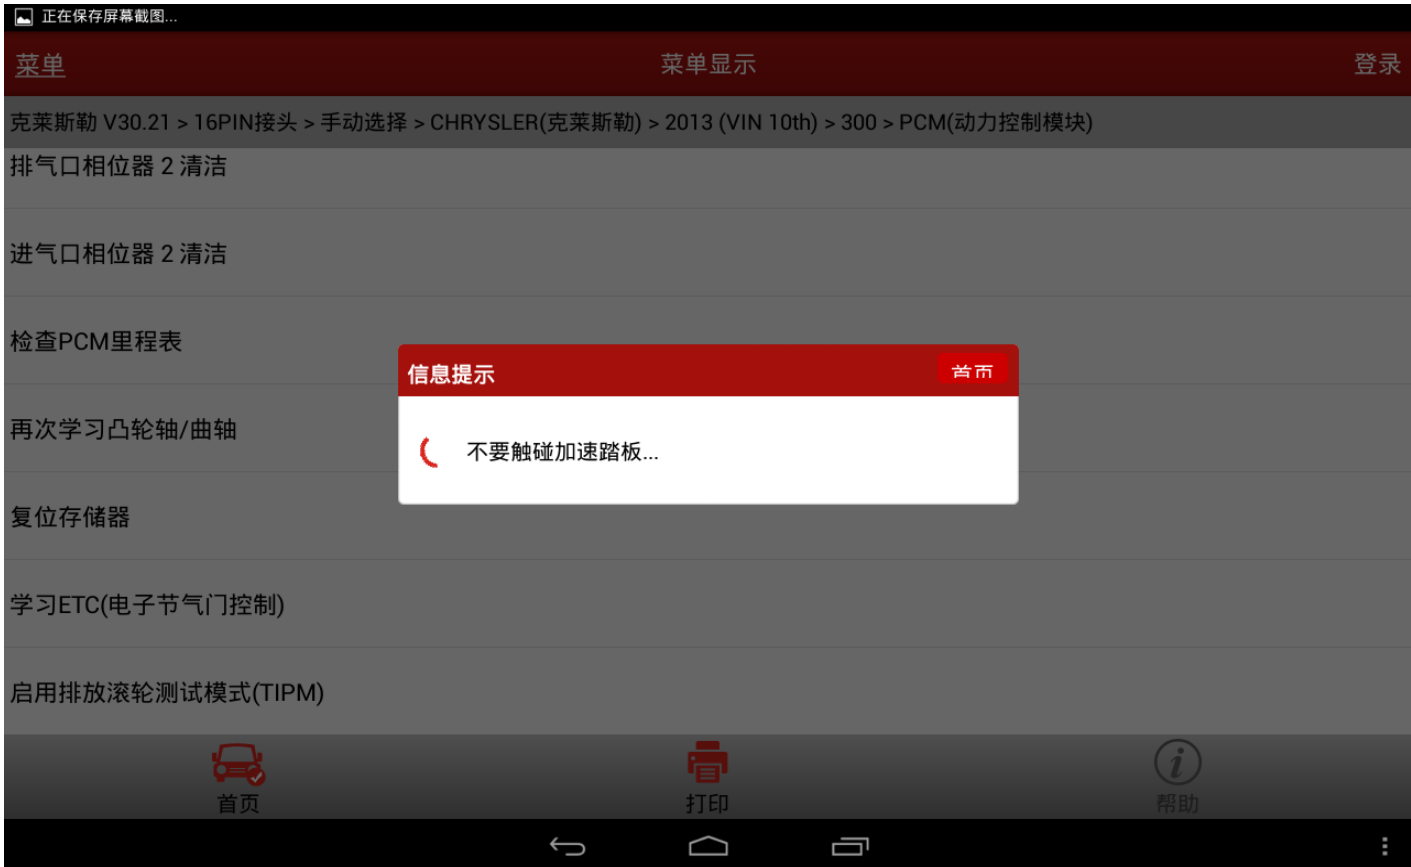 正在保存屏幕截图...
菜单 菜单显示 登录
克莱斯勒 V30.21 > 16PIN接头 > 手动选择 > CHRYSLER(克莱斯勒) > 2013 (VIN 10th) > 300 > PCM(动力控制模块)
排气口相位器 2 清洁
进气口相位器 2 清洁
检查PCM里程表
信息提示 首页
再次学习凸轮轴/曲轴
不要触碰加速踏板...
复位存储器
学习ETC(电子节气门控制)
启用排放滚轮测试模式(TIPM)
首页 打印 帮助